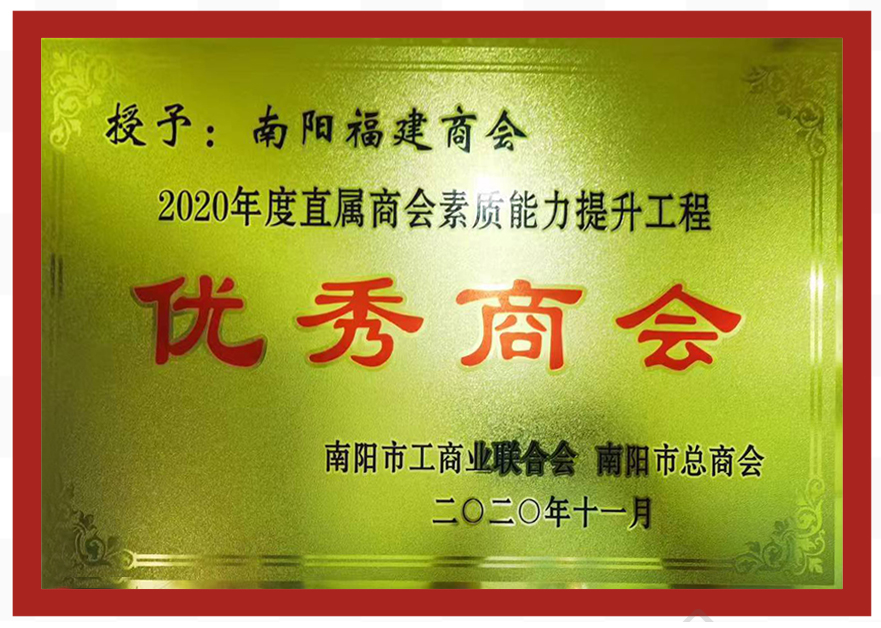 授予：南阳福建商会
2020年度直属商会素质能力提升工程
优秀商会
南阳市工商业联合会 南阳市总商会
二〇二〇年十一月